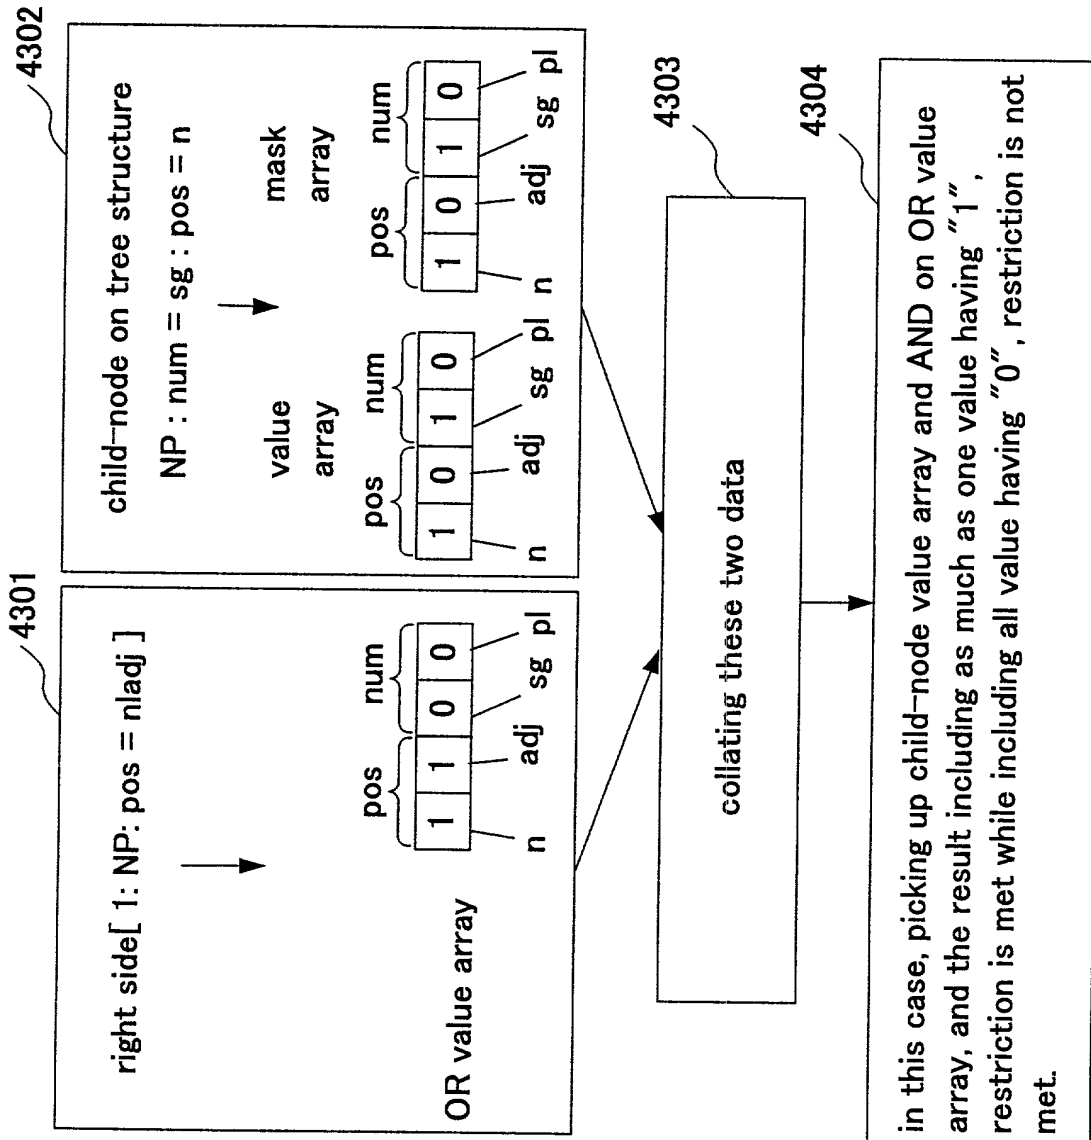 4301
right side[ 1: NP: pos = nladj ]
OR value array
pos num
1 1 0 0
n adj sg pl
4302
child-node on tree structure
NP : num = sg : pos = n
value
array
pos num
1 0 1 0
n adj sg pl
mask
array
pos num
1 0 1 0
n adj sg pl
4303
collating these two data
4304
in this case, picking up child-node value array and AND on OR value
array, and the result including as much as one value having "1",
restriction is met while including all value having "0", restriction is not
met.